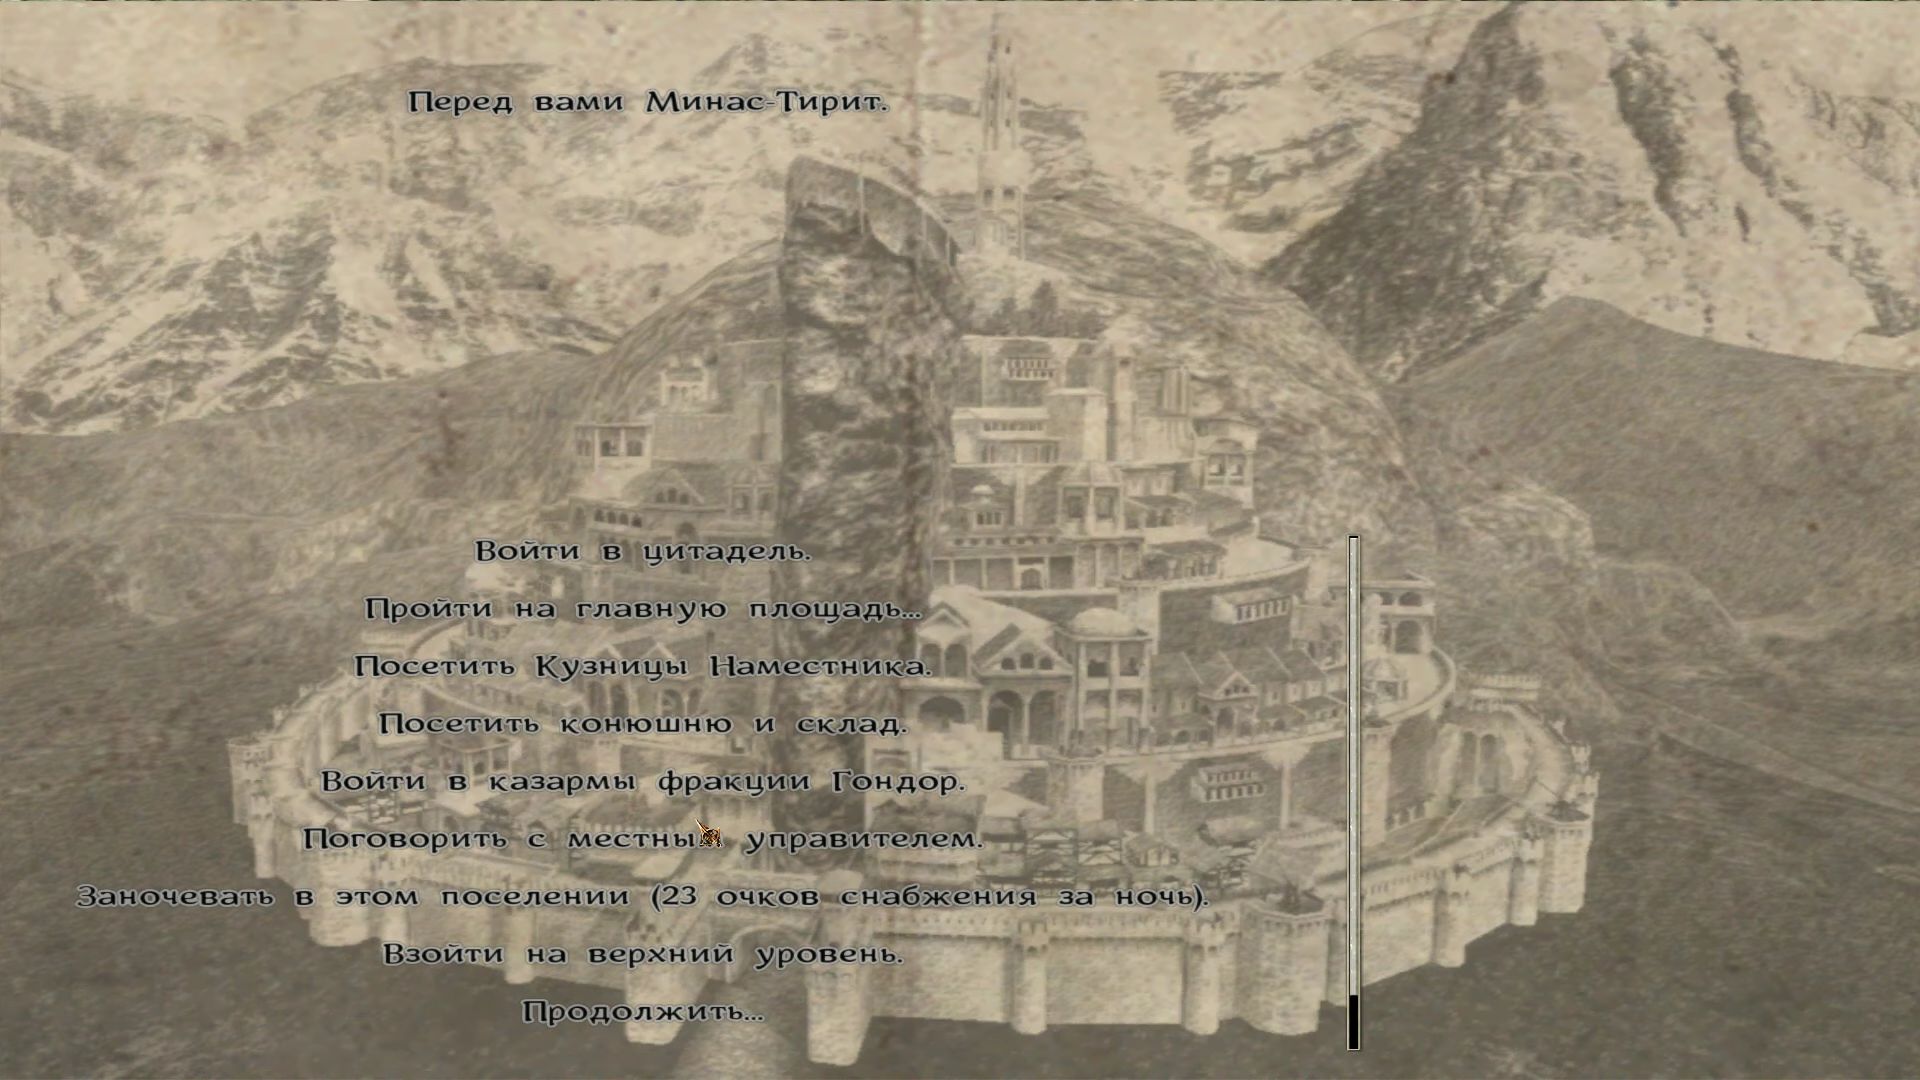 Перед вами Минас-Тирит.
Войти в цитадель.
Пройти на главную площадь...
Посетить Кузницы Наместника.
Посетить конюшню и склад.
Войти в казармы фракции Гондор.
Поговорить с местным управителем.
Заночевать в этом поселении (23 очков снабжения за ночь).
Взойти на верхний уровень.
Продолжить...